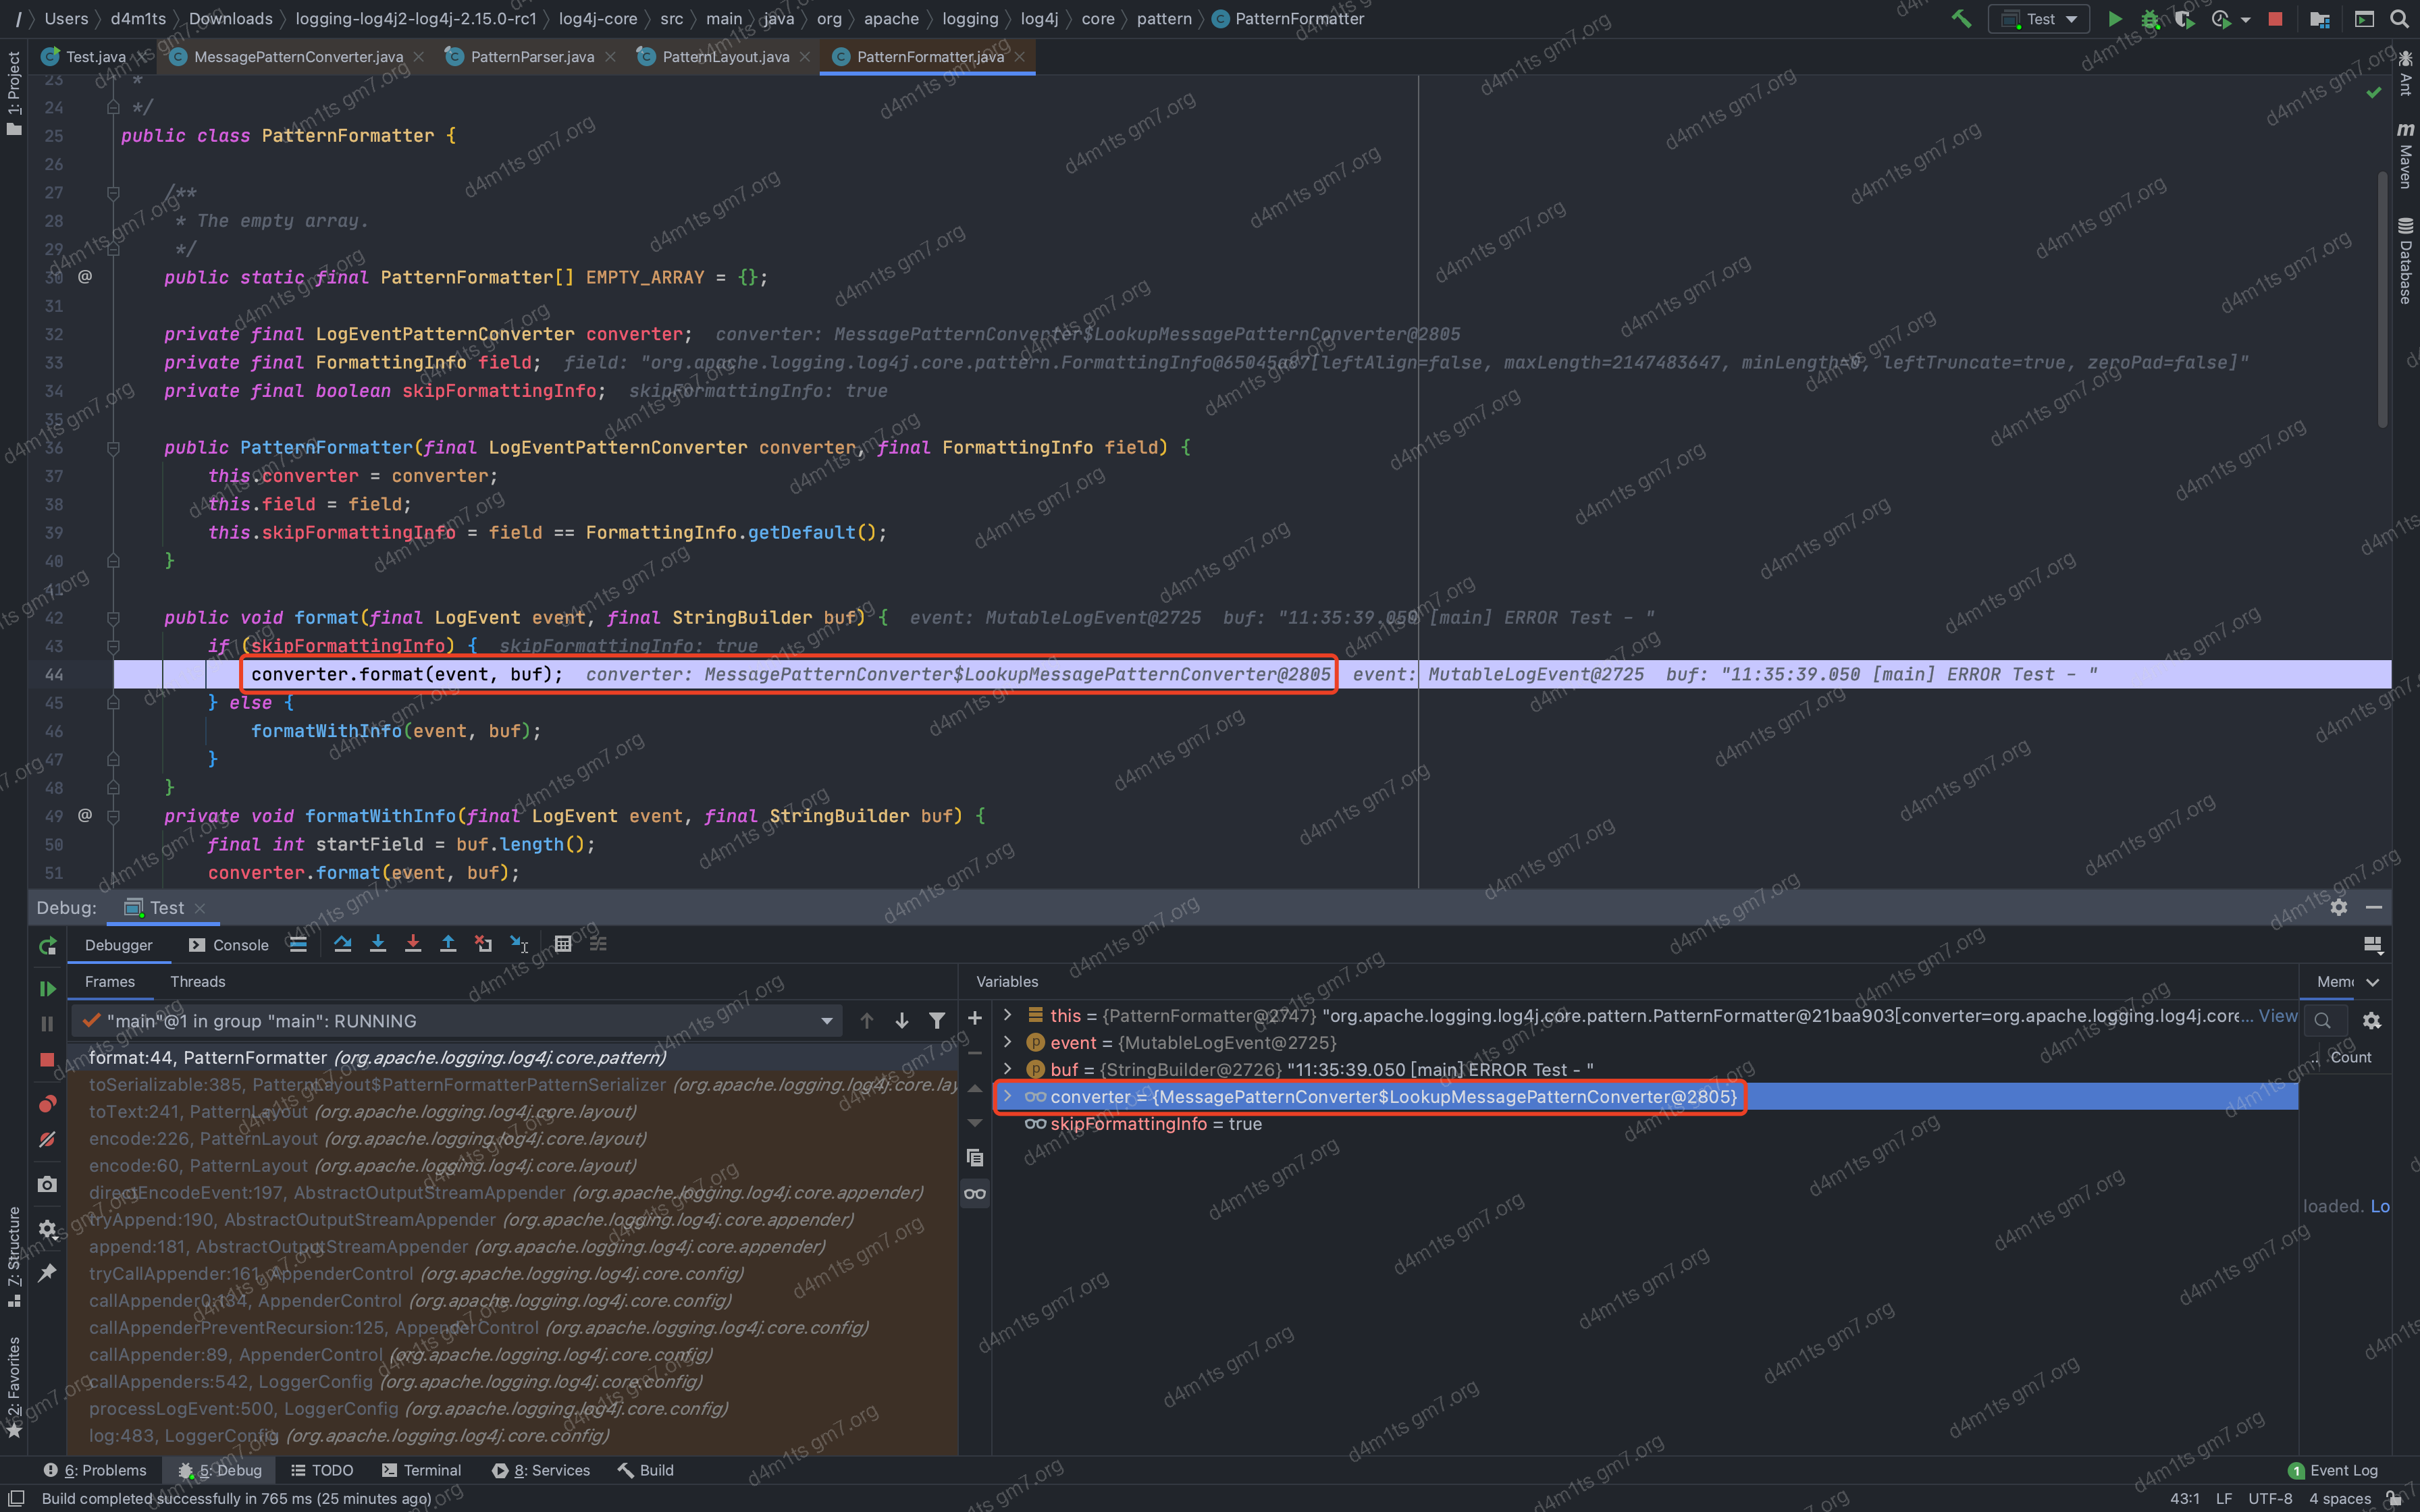 / Users d4m1ts Downloads logging-log4j2-log4j-2.15.0-rc1 log4j-core src main java org apache logging log4j core pattern PatternFormatter
Test
Test.java MessagePatternConverter.java PatternParser.java PatternLayout.java PatternFormatter.java
1: Project
Ant
Maven
Database
23 *
24 */
25 public class PatternFormatter {
26
27 /**
28 * The empty array.
29 */
30 @ public static final PatternFormatter[] EMPTY_ARRAY = {};
31
32 private final LogEventPatternConverter converter; converter: MessagePatternConverter$LookupMessagePatternConverter@2805
33 private final FormattingInfo field; field: "org.apache.logging.log4j.core.pattern.FormattingInfo@65045a87[leftAlign=false, maxLength=2147483647, minLength=0, leftTruncate=true, zeroPad=false]"
34 private final boolean skipFormattingInfo; skipFormattingInfo: true
35
36 public PatternFormatter(final LogEventPatternConverter converter, final FormattingInfo field) {
37 this.converter = converter;
38 this.field = field;
39 this.skipFormattingInfo = field == FormattingInfo.getDefault();
40 }
41
42 public void format(final LogEvent event, final StringBuilder buf) { event: MutableLogEvent@2725 buf: "11:35:39.050 [main] ERROR Test - "
43 if (skipFormattingInfo) { skipFormattingInfo: true
44 converter.format(event, buf); converter: MessagePatternConverter$LookupMessagePatternConverter@2805 event: MutableLogEvent@2725 buf: "11:35:39.050 [main] ERROR Test - "
45 } else {
46 formatWithInfo(event, buf);
47 }
48 }
49 @ private void formatWithInfo(final LogEvent event, final StringBuilder buf) {
50 final int startField = buf.length();
51 converter.format(event, buf);
Debug: Test
Debugger Console
Frames Threads
"main"@1 in group "main": RUNNING
format:44, PatternFormatter (org.apache.logging.log4j.core.pattern)
toSerializable:385, PatternLayout$PatternFormatterPatternSerializer (org.apache.logging.log4j.core.lay
toText:241, PatternLayout (org.apache.logging.log4j.core.layout)
encode:226, PatternLayout (org.apache.logging.log4j.core.layout)
encode:60, PatternLayout (org.apache.logging.log4j.core.layout)
directEncodeEvent:197, AbstractOutputStreamAppender (org.apache.logging.log4j.core.appender)
tryAppend:190, AbstractOutputStreamAppender (org.apache.logging.log4j.core.appender)
append:181, AbstractOutputStreamAppender (org.apache.logging.log4j.core.appender)
tryCallAppender:161, AppenderControl (org.apache.logging.log4j.core.config)
callAppender0:134, AppenderControl (org.apache.logging.log4j.core.config)
callAppenderPreventRecursion:125, AppenderControl (org.apache.logging.log4j.core.config)
callAppender:89, AppenderControl (org.apache.logging.log4j.core.config)
callAppenders:542, LoggerConfig (org.apache.logging.log4j.core.config)
processLogEvent:500, LoggerConfig (org.apache.logging.log4j.core.config)
log:483, LoggerConfig (org.apache.logging.log4j.core.config)
Variables
this = {PatternFormatter@2747} "org.apache.logging.log4j.core.pattern.PatternFormatter@21baa903[converter=org.apache.logging.log4j.core... View
event = {MutableLogEvent@2725}
buf = {StringBuilder@2726} "11:35:39.050 [main] ERROR Test - "
converter = {MessagePatternConverter$LookupMessagePatternConverter@2805}
skipFormattingInfo = true
Memo
Count
loaded. Lo
7: Structure
2: Favorites
6: Problems 5: Debug TODO Terminal 8: Services Build
1 Event Log
Build completed successfully in 765 ms (25 minutes ago)
43:1 LF UTF-8 4 spaces
d4m1ts gm7.org